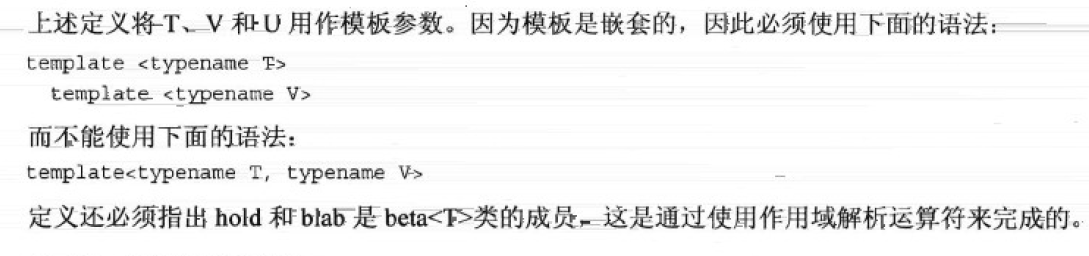 上述定义将 T、V 和 U 用作模板参数。因为模板是嵌套的，因此必须使用下面的语法：
template <typename T>
  template <typename V>
而不能使用下面的语法：
template<typename T, typename V>
定义还必须指出 hold 和 blab 是 beta<T>类的成员，这是通过使用作用域解析运算符来完成的。